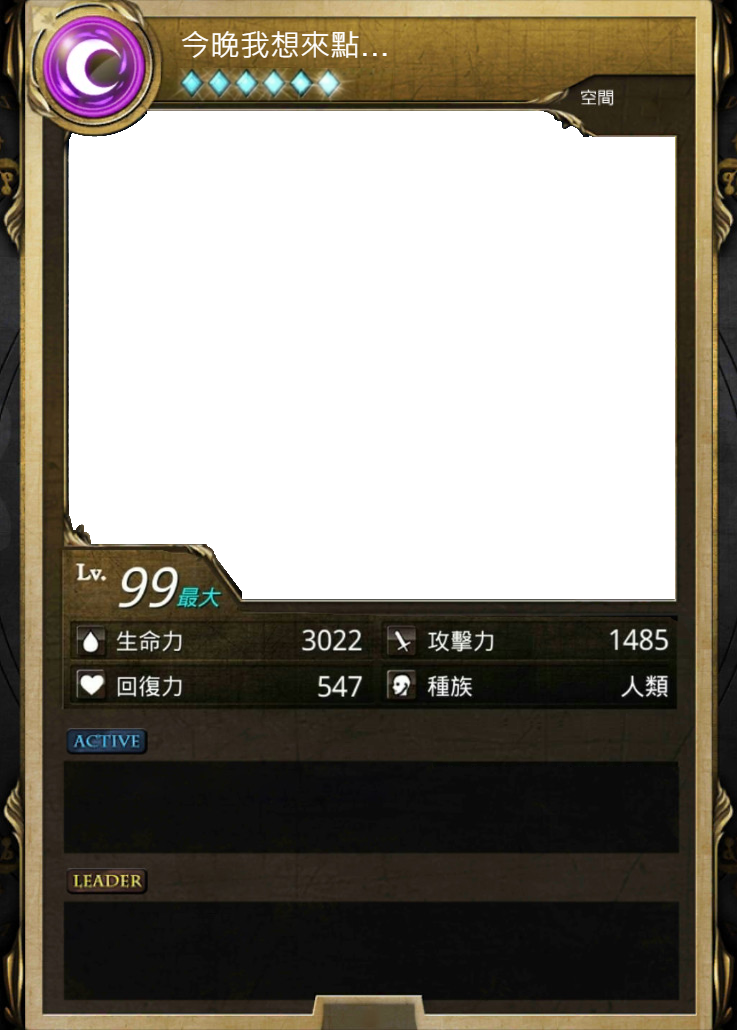 今晚我想來點...
空間
Lv. 99最大
生命力 3022 攻擊力 1485
回復力 547 種族 人類
ACTIVE
LEADER